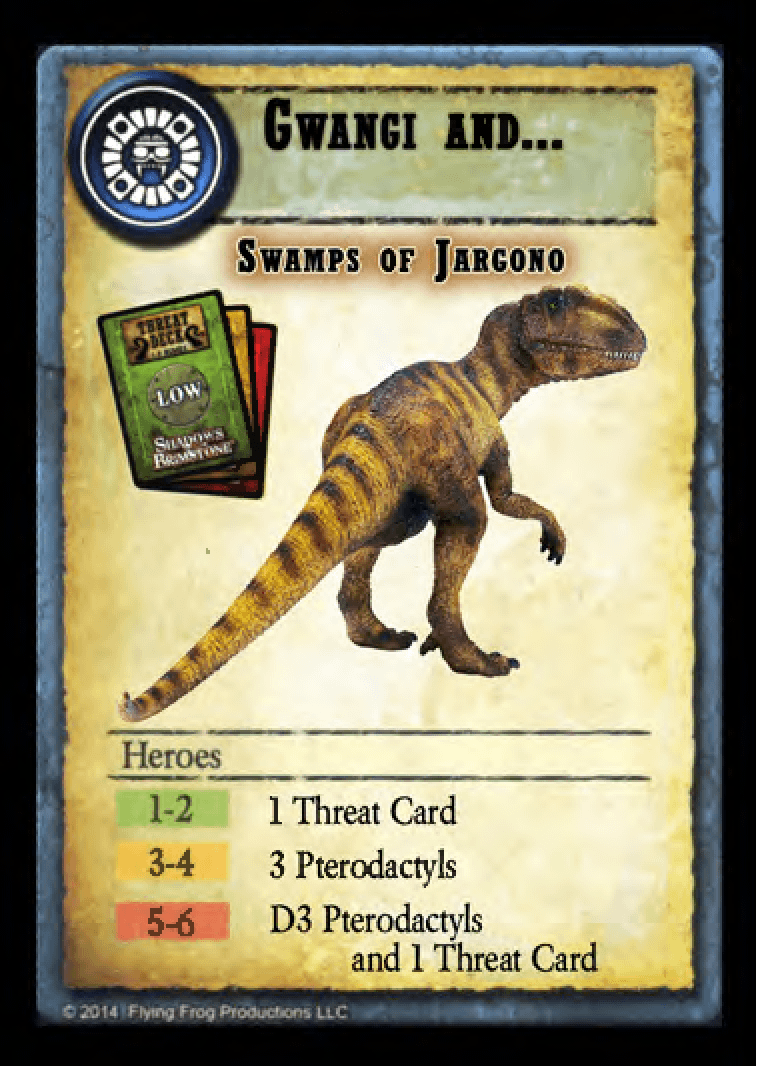 GWANGI AND...
SWAMPS OF JARGONO
THREAT
DECK
LOW
SHADOWS
BRIMSTONE
Heroes
1-2 1 Threat Card
3-4 3 Pterodactyls
5-6 D3 Pterodactyls
and 1 Threat Card
© 2014 Flying Frog Productions LLC